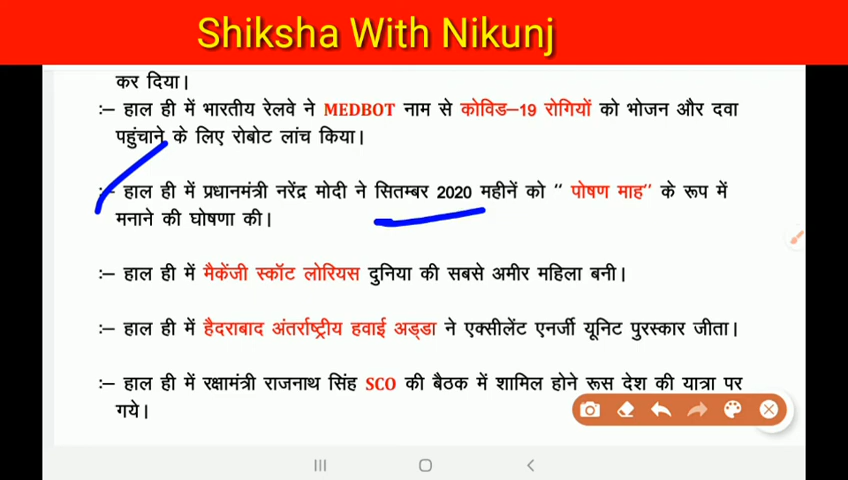 Shiksha With Nikunj
कर दिया।
:– हाल ही में भारतीय रेलवे ने MEDBOT नाम से कोविड–19 रोगियों को भोजन और दवा
पहुंचाने के लिए रोबोट लांच किया।
:– हाल ही में प्रधानमंत्री नरेंद्र मोदी ने सितम्बर 2020 महीनें को “ पोषण माह” के रूप में
मनाने की घोषणा की।
:– हाल ही में मैकेंजी स्कॉट लोरियस दुनिया की सबसे अमीर महिला बनी।
:– हाल ही में हैदराबाद अंतर्राष्ट्रीय हवाई अड्डा ने एक्सीलेंट एनर्जी यूनिट पुरस्कार जीता।
:– हाल ही में रक्षामंत्री राजनाथ सिंह SCO की बैठक में शामिल होने रूस देश की यात्रा पर
गये।